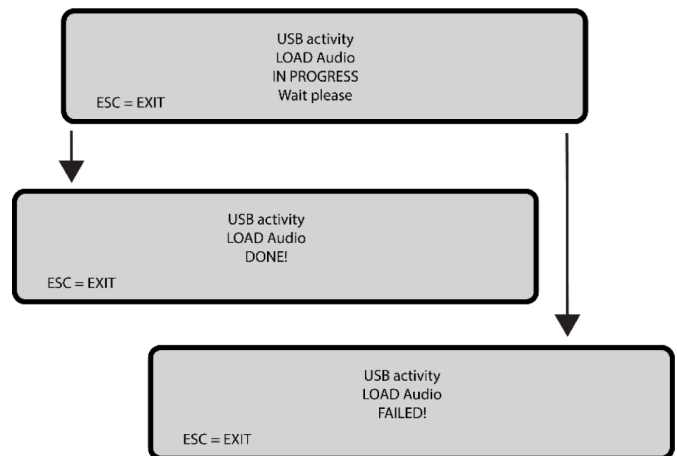 USB activity
LOAD Audio
IN PROGRESS
Wait please
ESC = EXIT
USB activity
LOAD Audio
DONE!
ESC = EXIT
USB activity
LOAD Audio
FAILED!
ESC = EXIT